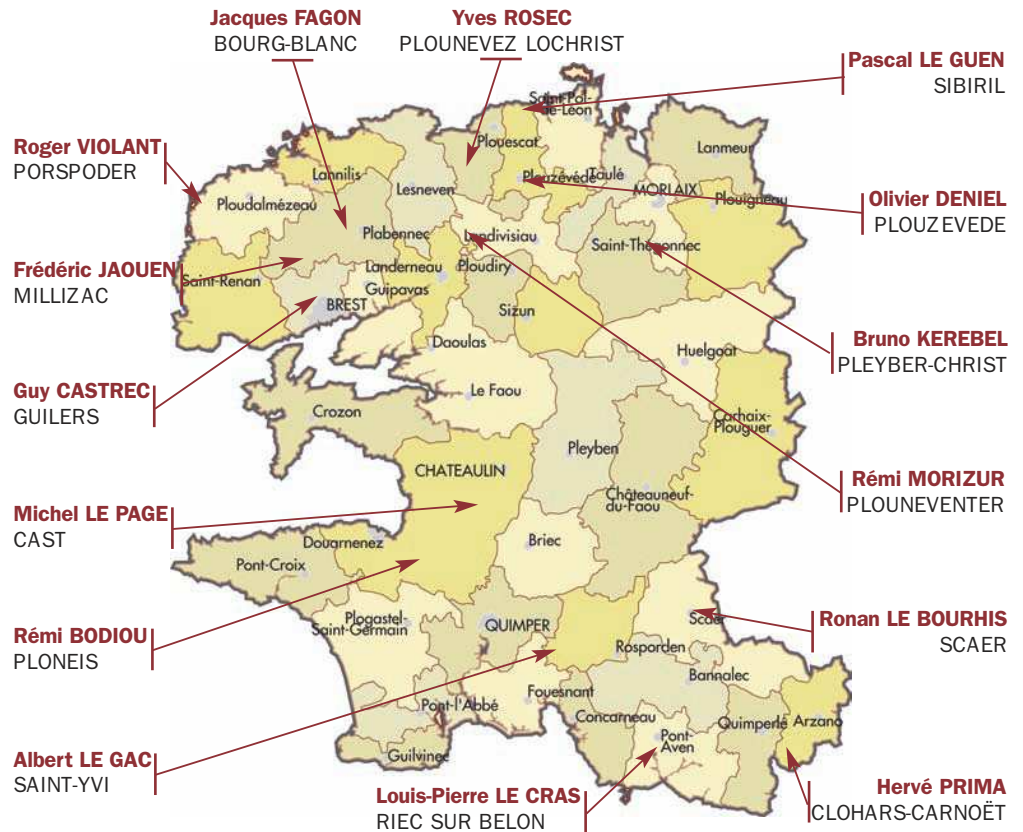 Jacques FAGON
BOURG-BLANC
Yves ROSEC
PLOUNEVEZ LOCHRIST
Pascal LE GUEN
SIBIRIL
Roger VIOLANT
PORSPODER
Olivier DENIEL
PLOUZEVEDE
Frédéric JAOUEN
MILLIZAC
Bruno KEREBEL
PLEYBER-CHRIST
Guy CASTREC
GUILERS
Rémi MORIZUR
PLOUNEVENTER
Michel LE PAGE
CAST
Ronan LE BOURHIS
SCAER
Rémi BODIOU
PLONEIS
Albert LE GAC
SAINT-YVI
Louis-Pierre LE CRAS
RIEC SUR BELON
Hervé PRIMA
CLOHARS-CARNOËT
Saint-Pol-
de-Léon
Plouescat
Lanmeur
Lannilis
Lesneven
Plouzévédé
Taulé
MORLAIX
Plouigneau
Ploudalmézeau
Plabennec
Landivisiau
Saint-Thégonnec
Saint-Renan
Landerneau
Ploudiry
Guipavas
BREST
Sizun
Daoulas
Huelgoat
Le Faou
Crozon
Carhaix-
Plouguer
Pleyben
CHATEAULIN
Châteauneuf-
du-Faou
Douarnenez
Briec
Pont-Croix
Plogastel-
Saint-Germain
QUIMPER
Scaër
Rosporden
Bannalec
Fouesnant
Pont-l'Abbé
Concarneau
Quimperlé
Arzano
Pont-
Aven
Guilvinec